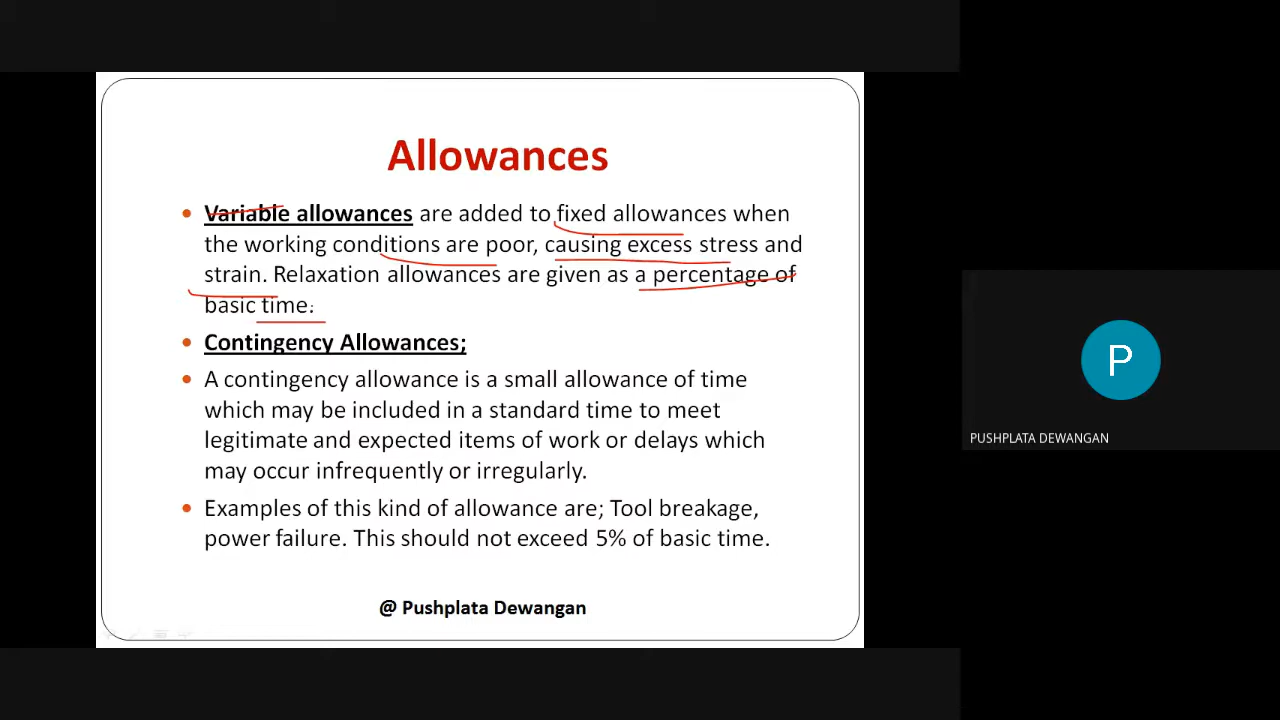 Allowances
Variable allowances are added to fixed allowances when
the working conditions are poor, causing excess stress and
strain. Relaxation allowances are given as a percentage of
basic time.
Contingency Allowances;
A contingency allowance is a small allowance of time
which may be included in a standard time to meet
legitimate and expected items of work or delays which
may occur infrequently or irregularly.
Examples of this kind of allowance are; Tool breakage,
power failure. This should not exceed 5% of basic time.
@ Pushplata Dewangan
P
PUSHPLATA DEWANGAN